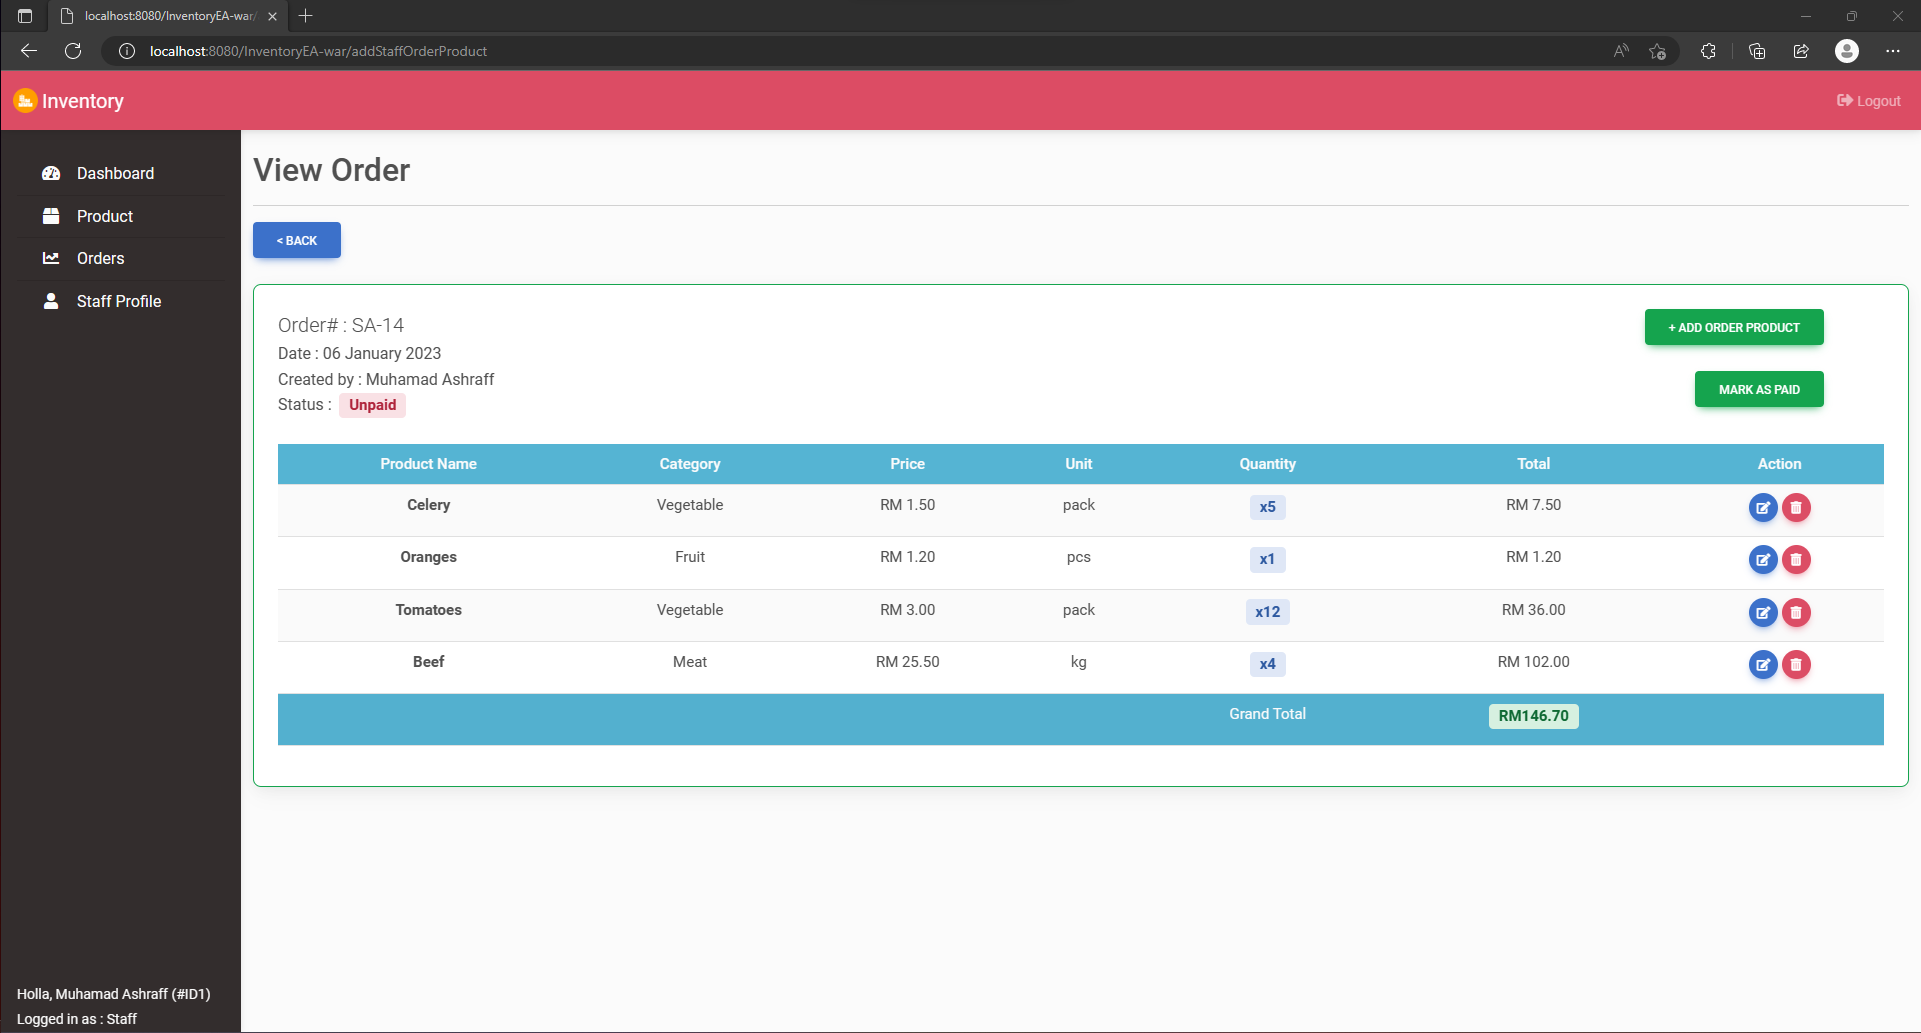 localhost:8080/InventoryEA-war/
localhost:8080/InventoryEA-war/addStaffOrderProduct
Inventory
Logout
Dashboard
Product
Orders
Staff Profile
View Order
< BACK
Order# : SA-14
Date : 06 January 2023
Created by : Muhamad Ashraff
Status : Unpaid
+ ADD ORDER PRODUCT
MARK AS PAID
Product Name Category Price Unit Quantity Total Action
Celery Vegetable RM 1.50 pack x5 RM 7.50
Oranges Fruit RM 1.20 pcs x1 RM 1.20
Tomatoes Vegetable RM 3.00 pack x12 RM 36.00
Beef Meat RM 25.50 kg x4 RM 102.00
Grand Total RM146.70
Holla, Muhamad Ashraff (#ID1)
Logged in as : Staff